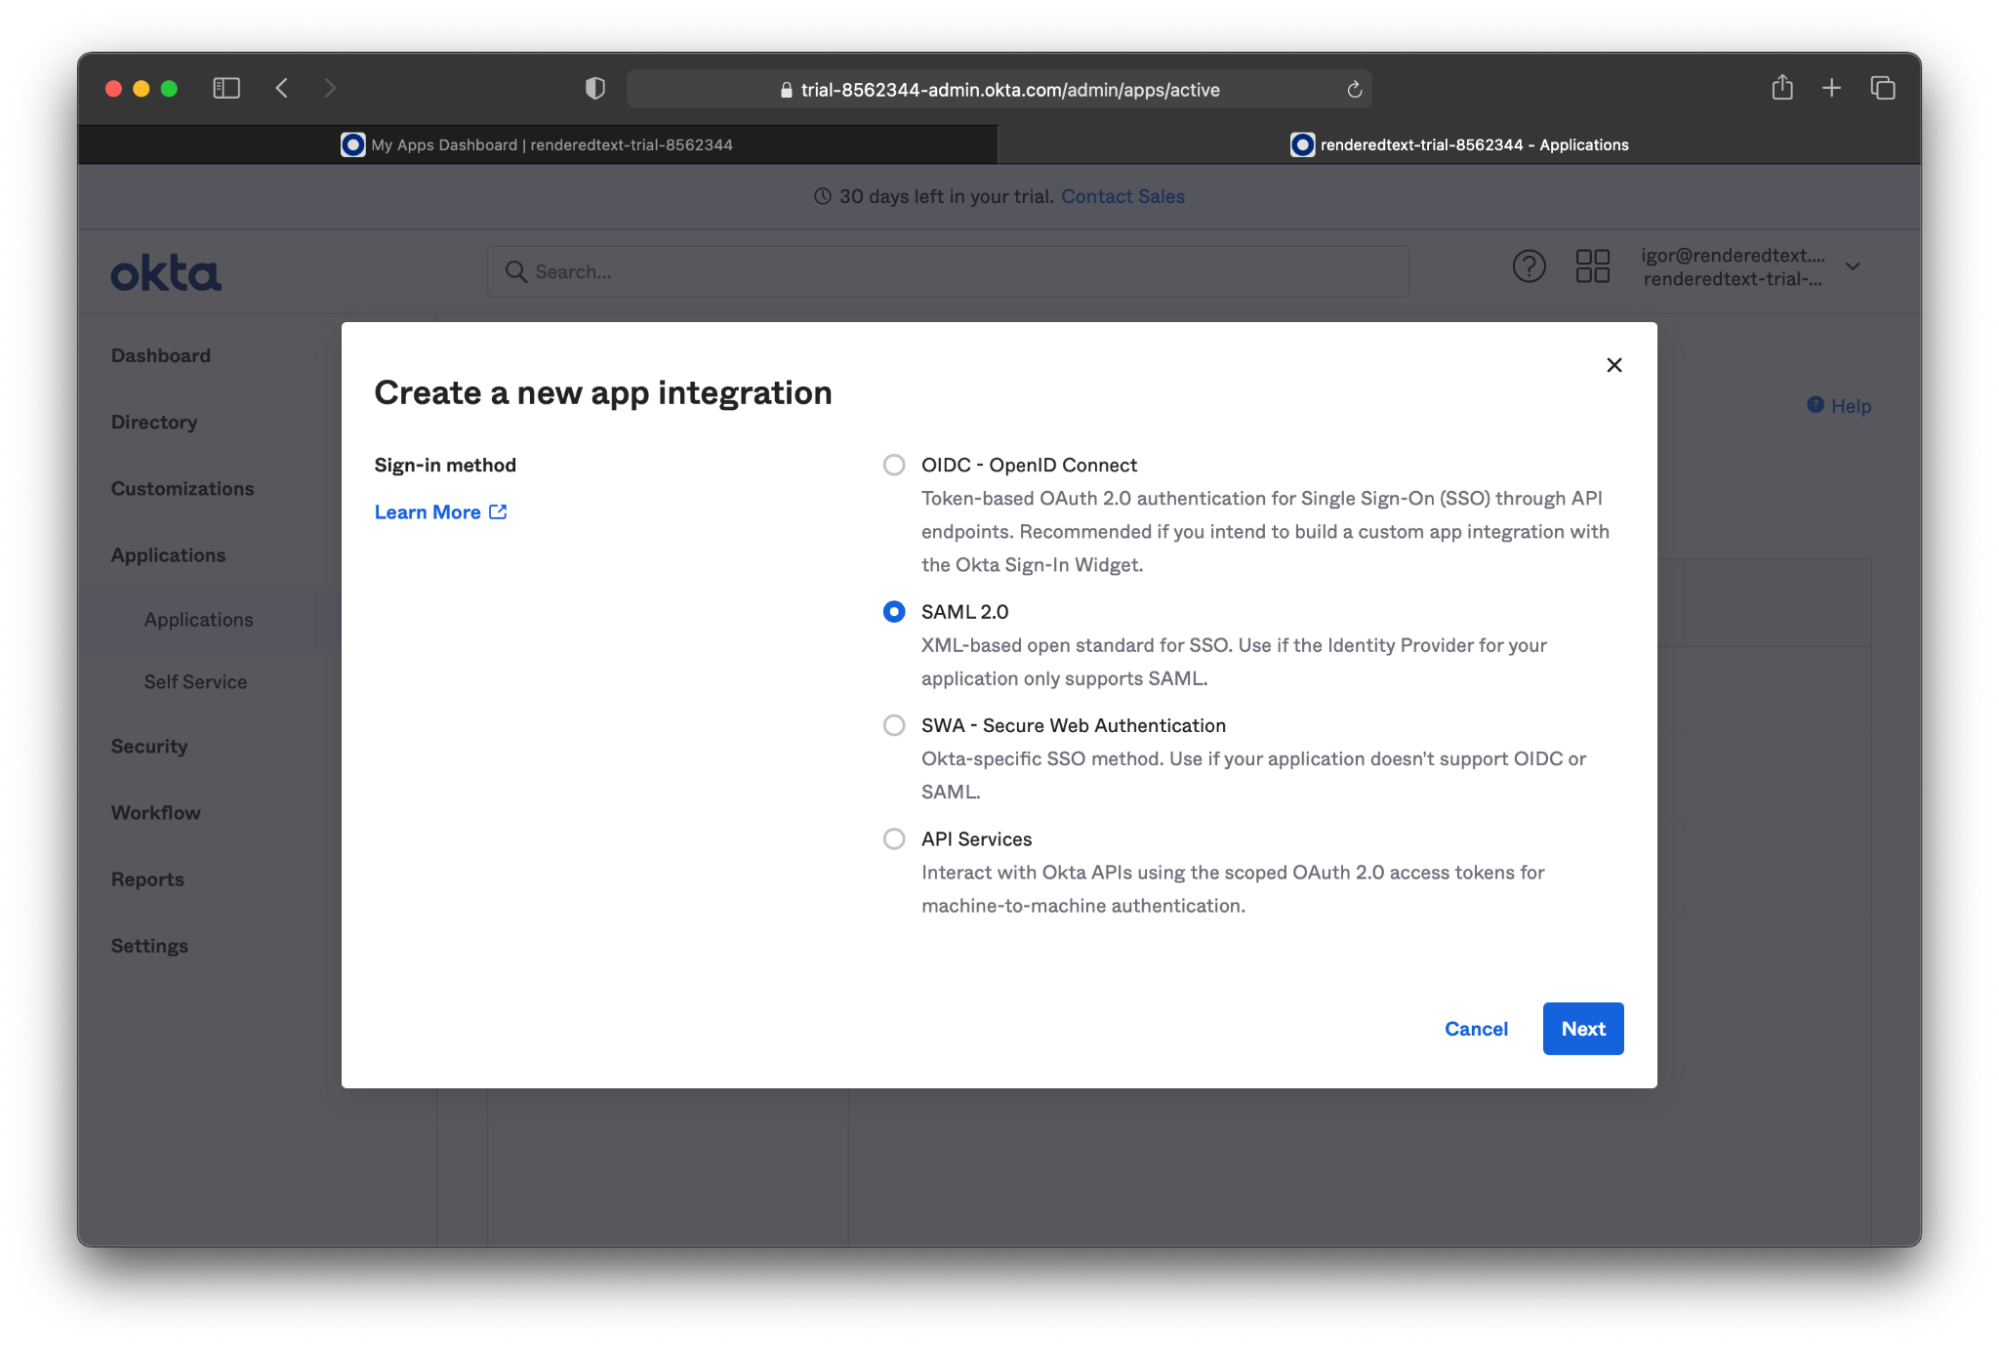 trial-8562344-admin.okta.com/admin/apps/active
My Apps Dashboard | renderedtext-trial-8562344
renderedtext-trial-8562344 - Applications
30 days left in your trial. Contact Sales
okta
Search...
igor@renderedtext....
renderedtext-trial-...
Dashboard
Directory
Customizations
Applications
Applications
Self Service
Security
Workflow
Reports
Settings
Help
Create a new app integration
Sign-in method
Learn More
OIDC - OpenID Connect
Token-based OAuth 2.0 authentication for Single Sign-On (SSO) through API
endpoints. Recommended if you intend to build a custom app integration with
the Okta Sign-In Widget.
SAML 2.0
XML-based open standard for SSO. Use if the Identity Provider for your
application only supports SAML.
SWA - Secure Web Authentication
Okta-specific SSO method. Use if your application doesn't support OIDC or
SAML.
API Services
Interact with Okta APIs using the scoped OAuth 2.0 access tokens for
machine-to-machine authentication.
Cancel
Next